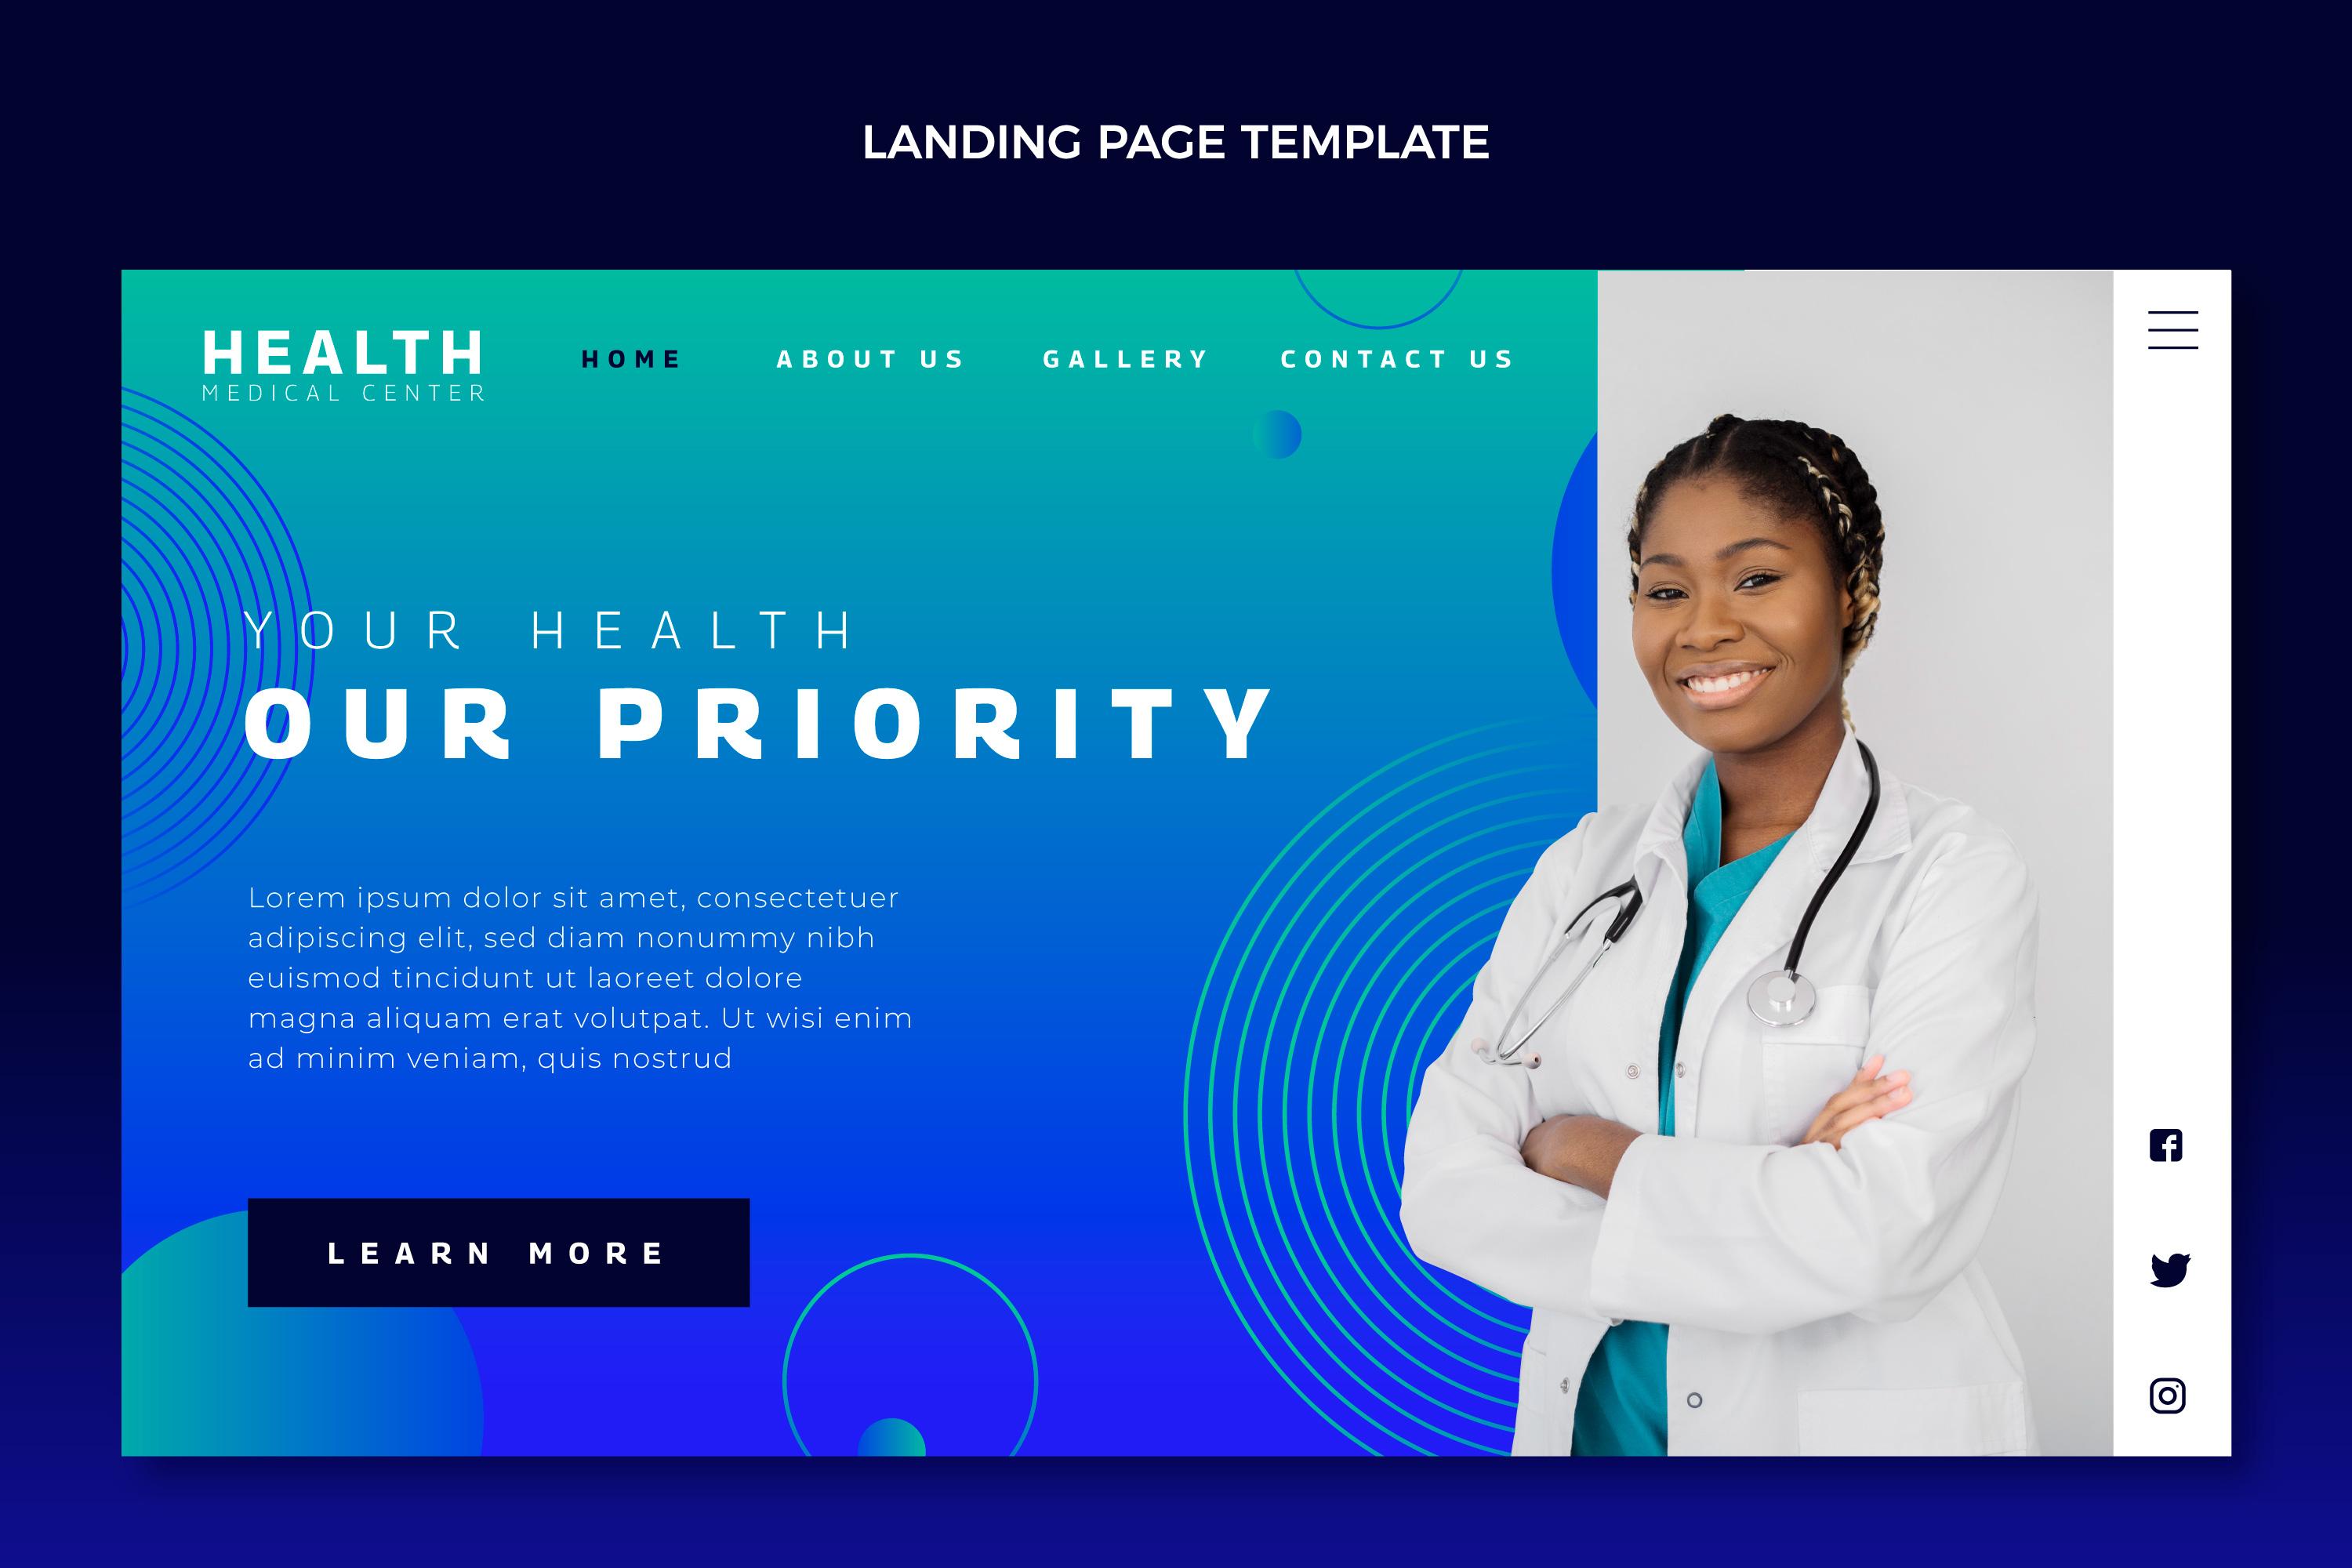 LANDING PAGE TEMPLATE
HEALTH
MEDICAL CENTER
HOME
ABOUT US
GALLERY
CONTACT US
YOUR HEALTH
OUR PRIORITY
Lorem ipsum dolor sit amet, consectetuer
adipiscing elit, sed diam nonummy nibh
euismod tincidunt ut laoreet dolore
magna aliquam erat volutpat. Ut wisi enim
ad minim veniam, quis nostrud
LEARN MORE